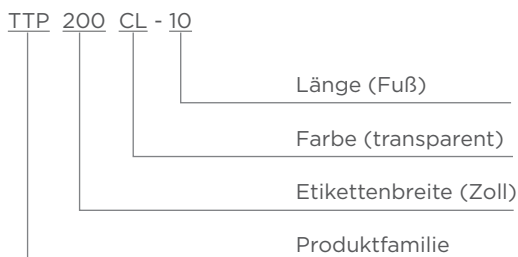 TTP 200 CL - 10
Länge (Fuß)
Farbe (transparent)
Etikettenbreite (Zoll)
Produktfamilie